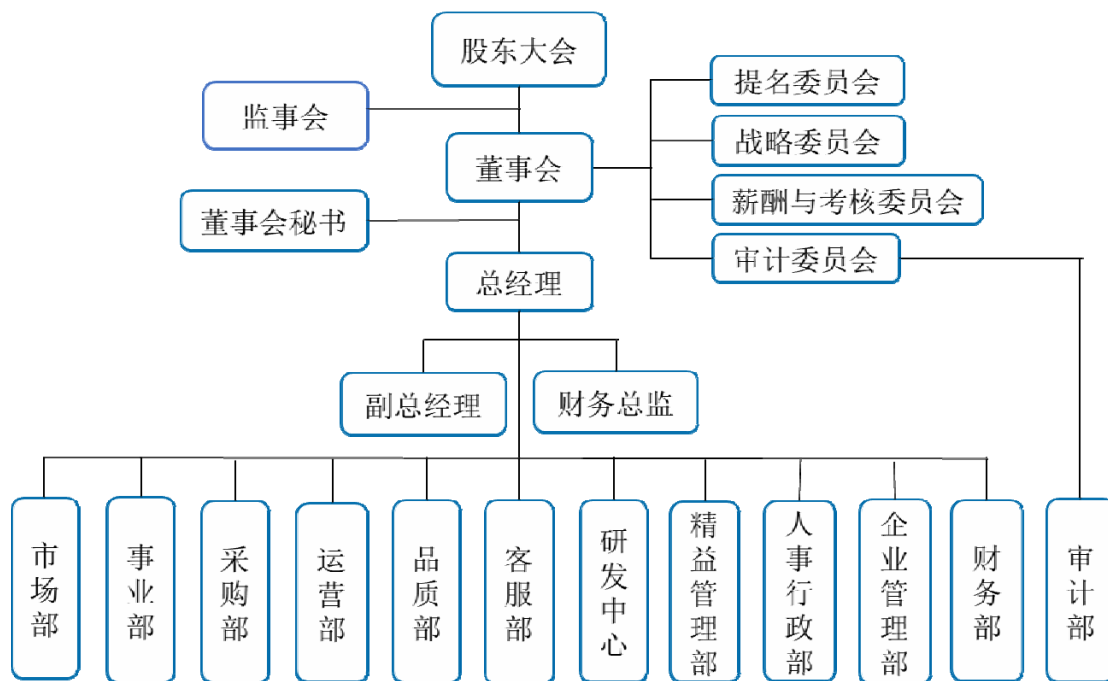 股东大会
提名委员会
监事会
战略委员会
董事会
薪酬与考核委员会
董事会秘书
审计委员会
总经理
副总经理
财务总监
市场部
事业部
采购部
运营部
品质部
客服部
研发中心
精益管理部
人事行政部
企业管理部
财务部
审计部